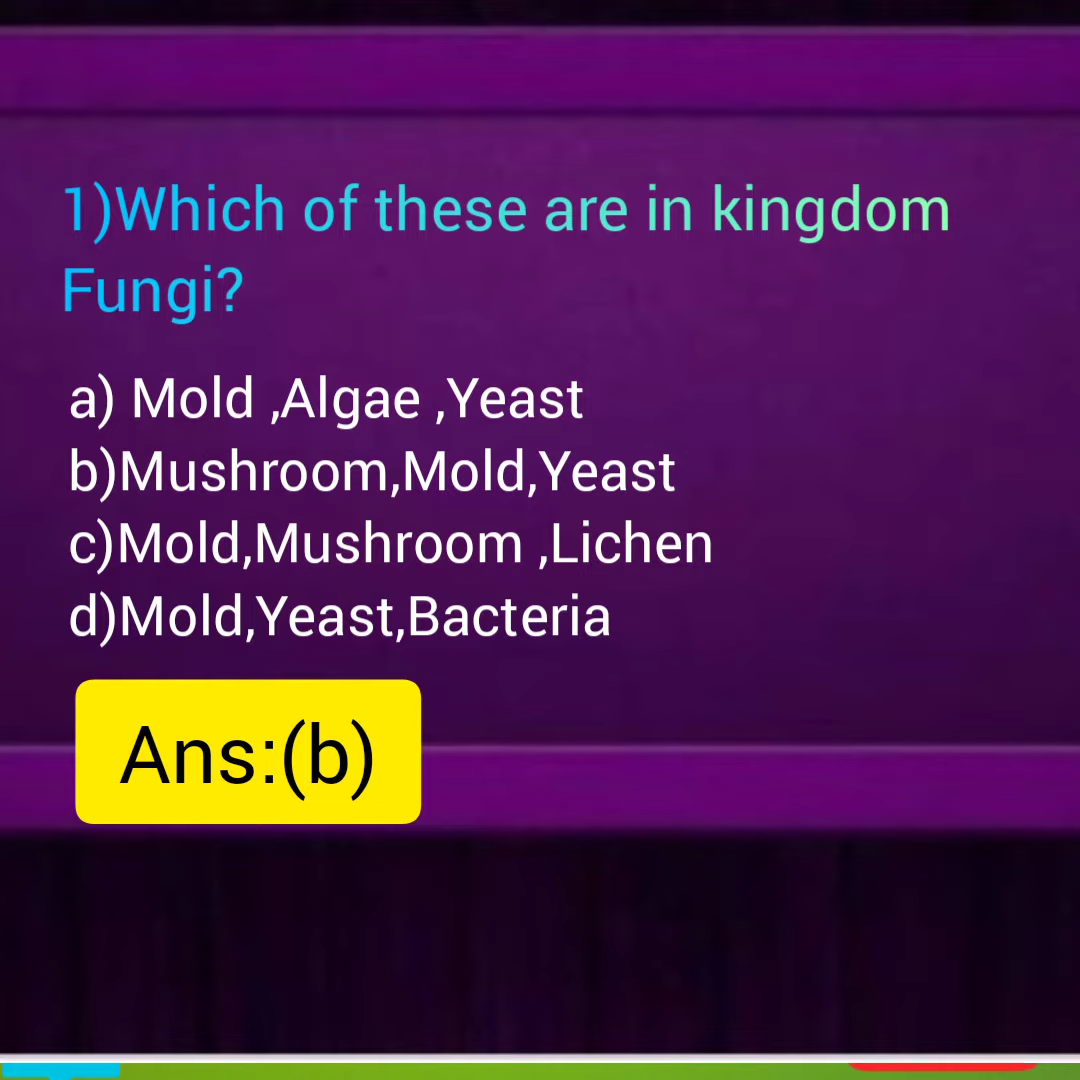 1)Which of these are in kingdom
Fungi?
a) Mold ,Algae ,Yeast
b)Mushroom,Mold,Yeast
c)Mold,Mushroom ,Lichen
d)Mold,Yeast,Bacteria
Ans:(b)